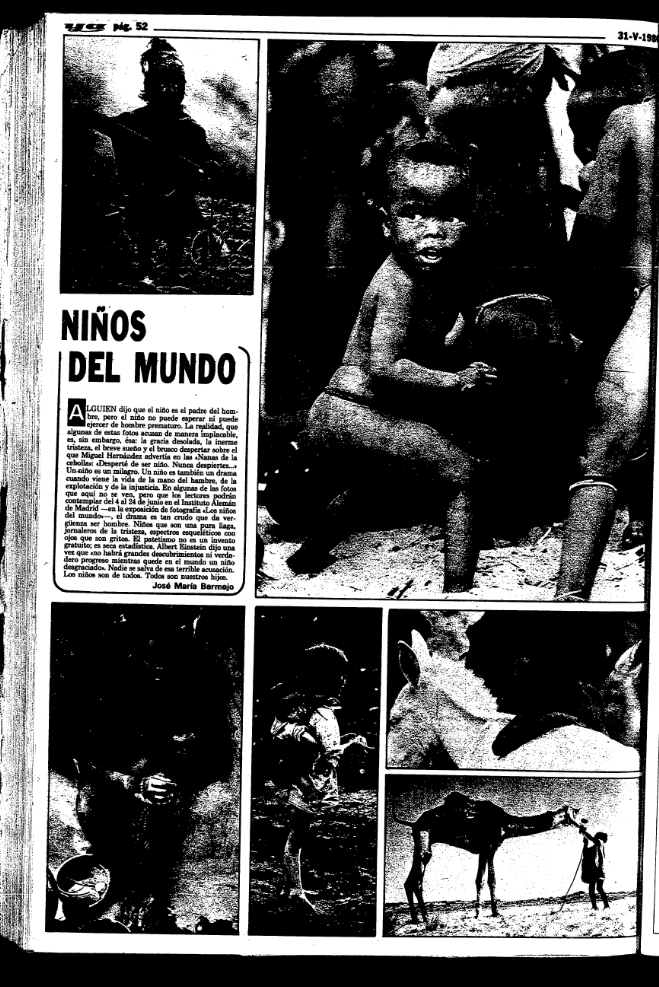 ya pág. 52
31-V-198
NIÑOS
DEL MUNDO
ALGUIEN dijo que el niño es el padre del hom-
bre, pero el niño no puede esperar ni puede
ejercer de hombre prematuro. La realidad, que
algunas de estas fotos acusan de manera implacable,
es, sin embargo, ésa: la gracia desolada, la inerme
tristeza, el breve sueño y el brusco despertar sobre el
que Miguel Hernández advertía en las «Nanas de la
cebolla»: «Desperté de ser niño. Nunca despiertes...»
Un niño es un milagro. Un niño es también un drama
cuando viene la vida de la mano del hambre, de la
explotación y de la injusticia. En algunas de las fotos
que aquí no se ven, pero que los lectores podrán
contemplar del 4 al 24 de junio en el Instituto Alemán
de Madrid —en la exposición de fotografía «Los niños
del mundo»—, el drama es tan crudo que da ver-
güenza ser hombre. Niños que son una pura llaga,
jornaleros de la tristeza, espectros esqueléticos con
ojos que son gritos. El patetismo no es un invento
gratuito; es seca estadística. Albert Einstein dijo una
vez que «no habrá grandes descubrimientos ni verda-
dero progreso mientras quede en el mundo un niño
desgraciado». Nadie se salva de esa terrible acusación.
Los niños son de todos. Todos son nuestros hijos.
José María Bermejo